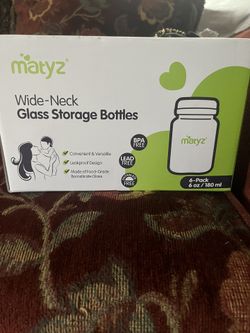 matyz
Wide-Neck
Glass Storage Bottles
Convenient & Versatile
Leakproof Design
Made of Food-Grade
Borosilicate Glass
BPA
FREE
LEAD
FREE
FREE
matyz
6-Pack
6 oz / 180 ml